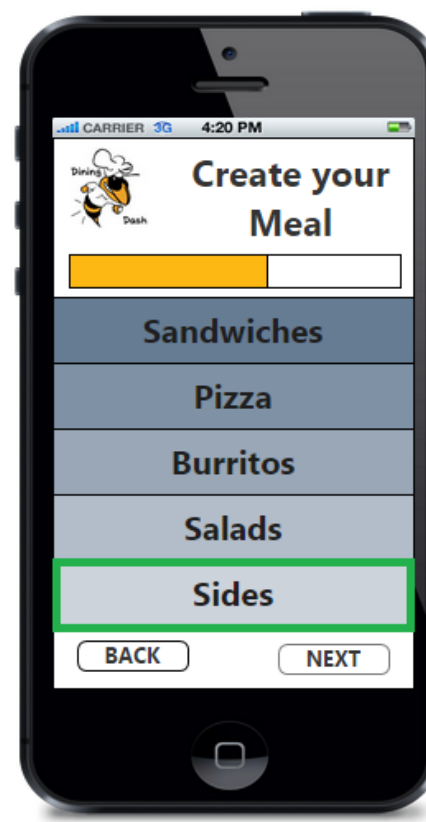 CARRIER 3G 4:20 PM
Dining
Dash
Create your
Meal
Sandwiches
Pizza
Burritos
Salads
Sides
BACK NEXT